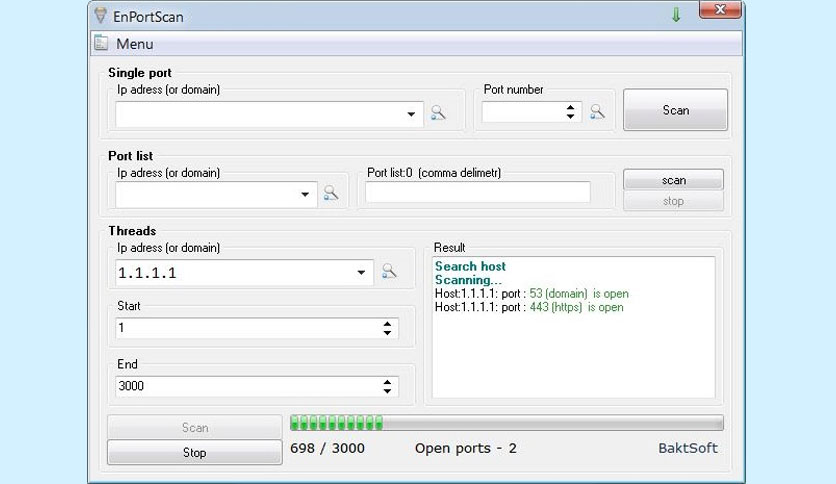 EnPortScan
Menu
Single port
Ip adress (or domain)
Port number
Scan
Port list
Ip adress (or domain)
Port list:0 (comma delimetr)
scan
stop
Threads
Ip adress (or domain)
1.1.1.1
Start
1
End
3000
Result
Search host
Scanning...
Host:1.1.1.1: port : 53 (domain) is open
Host:1.1.1.1: port : 443 (https) is open
Scan
Stop
698 / 3000
Open ports - 2
BaktSoft